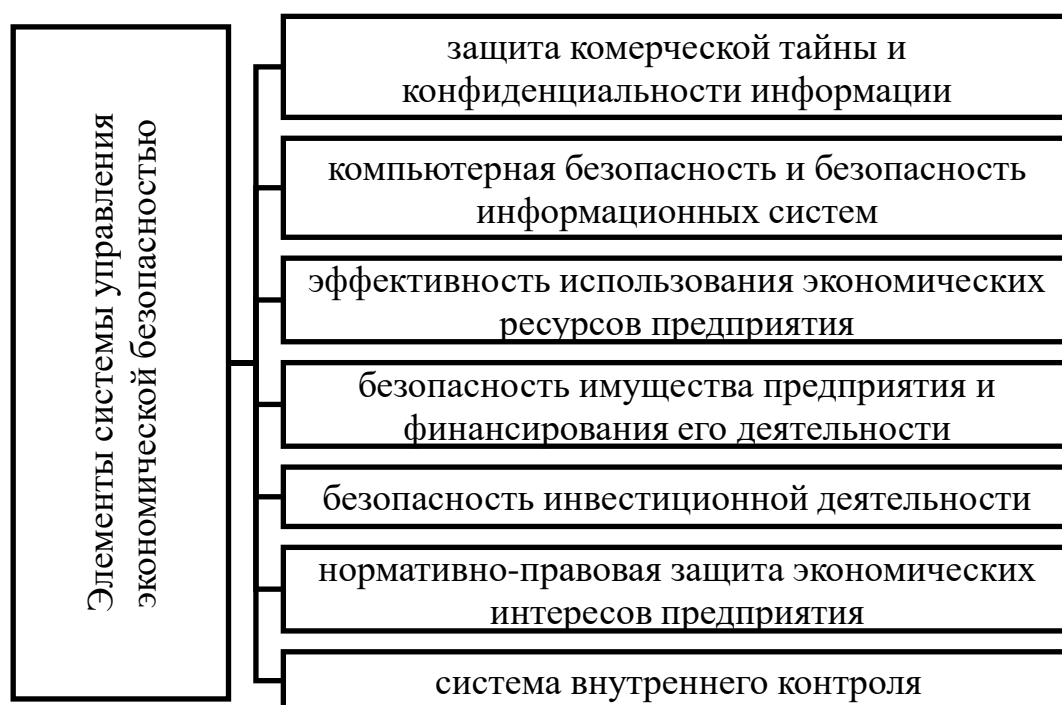 Элементы системы управления
экономической безопасностью
защита комерческой тайны и
конфиденциальности информации
компьютерная безопасность и безопасность
информационных систем
эффективность использования экономических
ресурсов предприятия
безопасность имущества предприятия и
финансирования его деятельности
безопасность инвестиционной деятельности
нормативно-правовая защита экономических
интересов предприятия
система внутреннего контроля